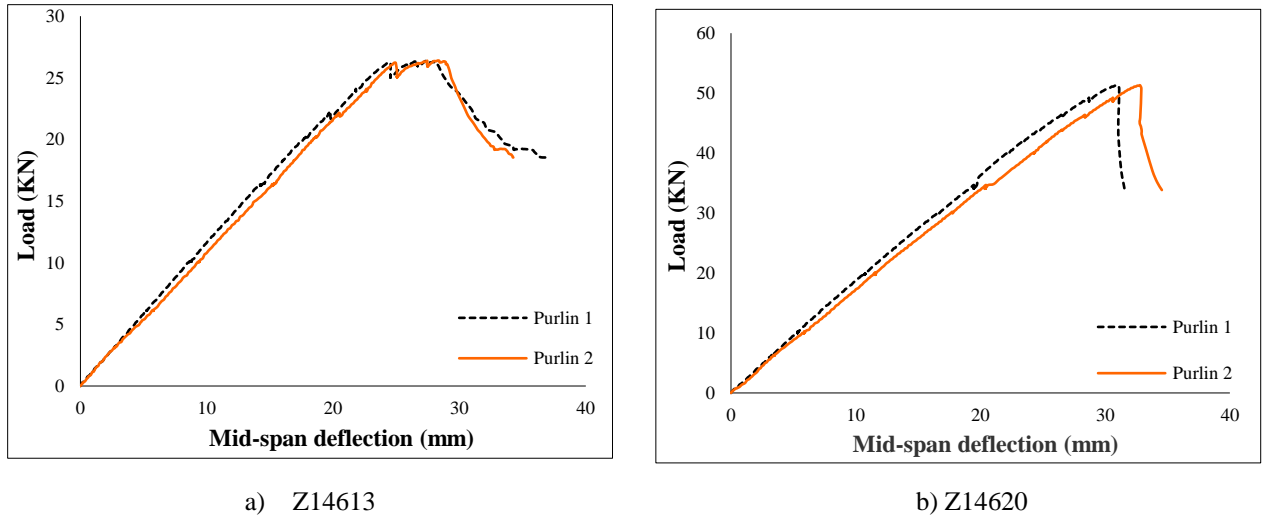 30
25
20
15
10
5
0
Load (KN)
0 10 20 30 40
Mid-span deflection (mm)
Purlin 1
Purlin 2
a) Z14613
60
50
40
30
20
10
0
Load (KN)
0 10 20 30 40
Mid-span deflection (mm)
Purlin 1
Purlin 2
b) Z14620